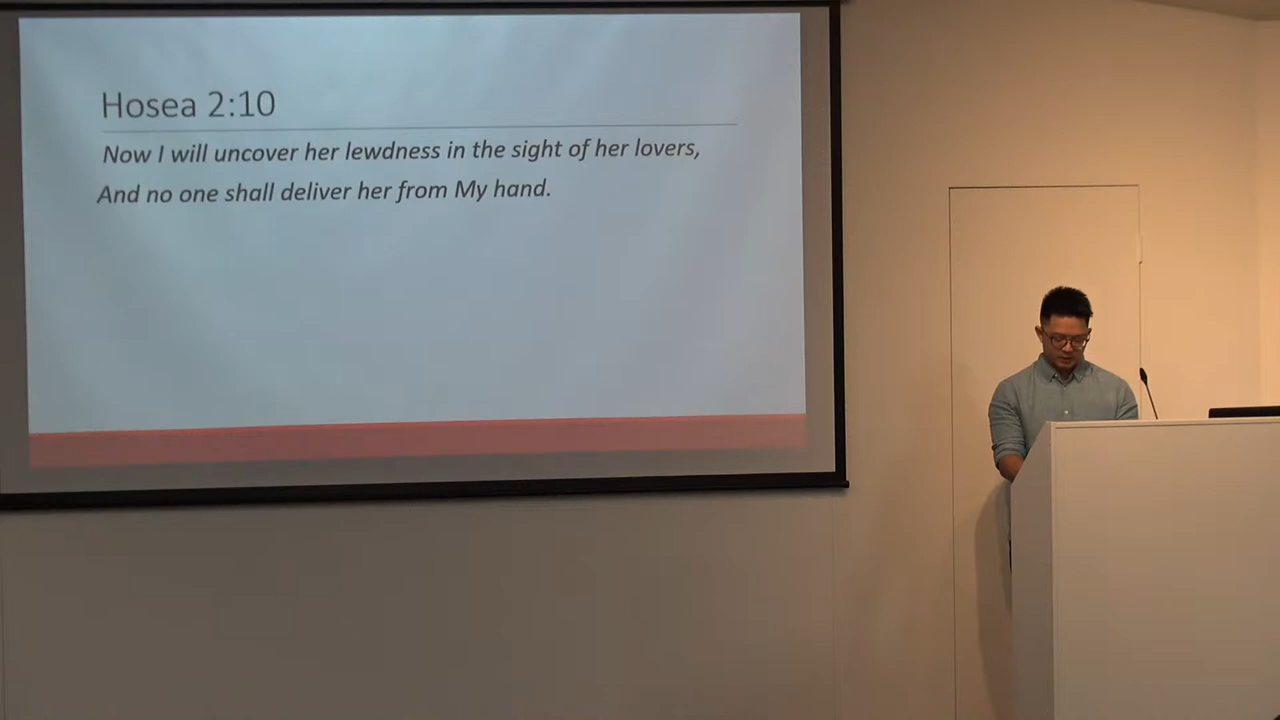 Hosea 2:10
Now I will uncover her lewdness in the sight of her lovers,
And no one shall deliver her from My hand.